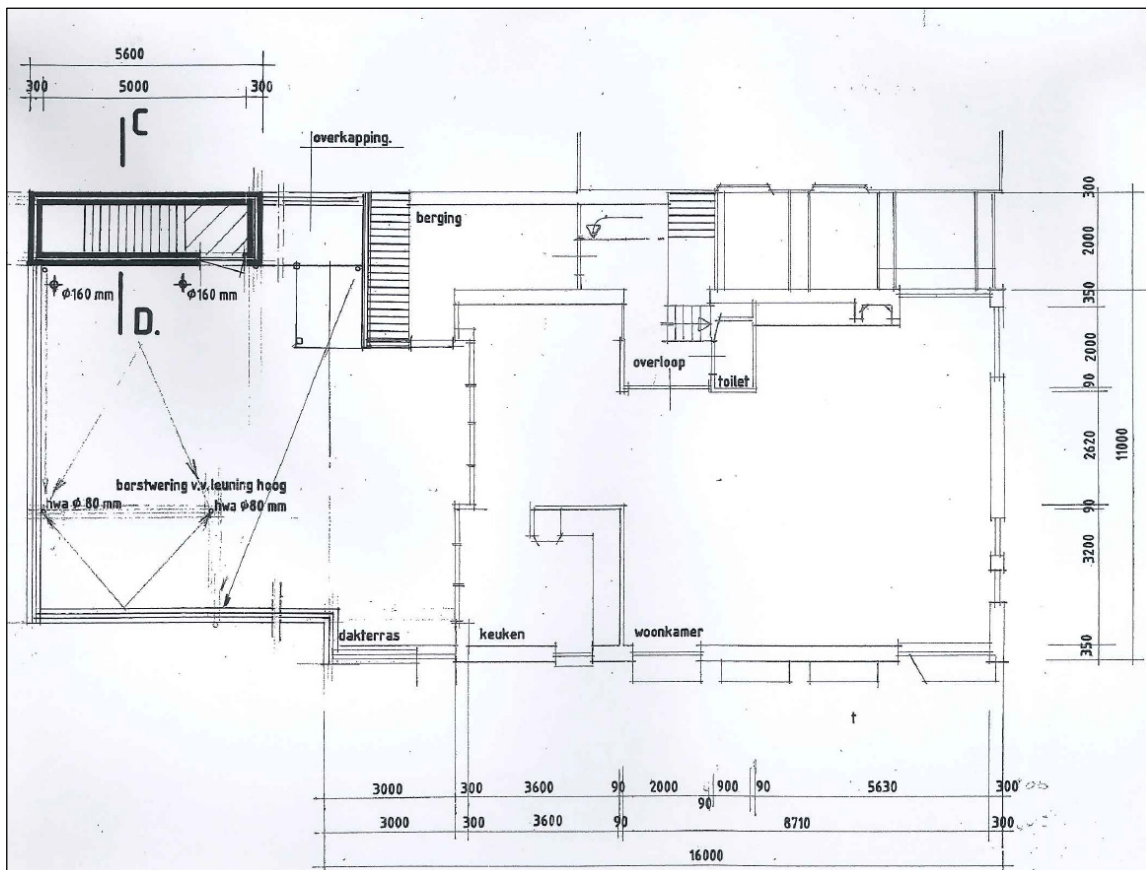 5600
300 5000 300
C
overkapping.
berging
300
2000
350
2000
90
2620
90
3200
350
11000
φ160 mm φ160 mm
D.
overloop
toilet
borstwering v.v. leuning hoog
hwa φ 80 mm hwa φ80 mm
dakterras keuken woonkamer
t
3000 300 3600 90 2000 900 90 5630 300
90
3000 300 3600 90 8710 300
16000